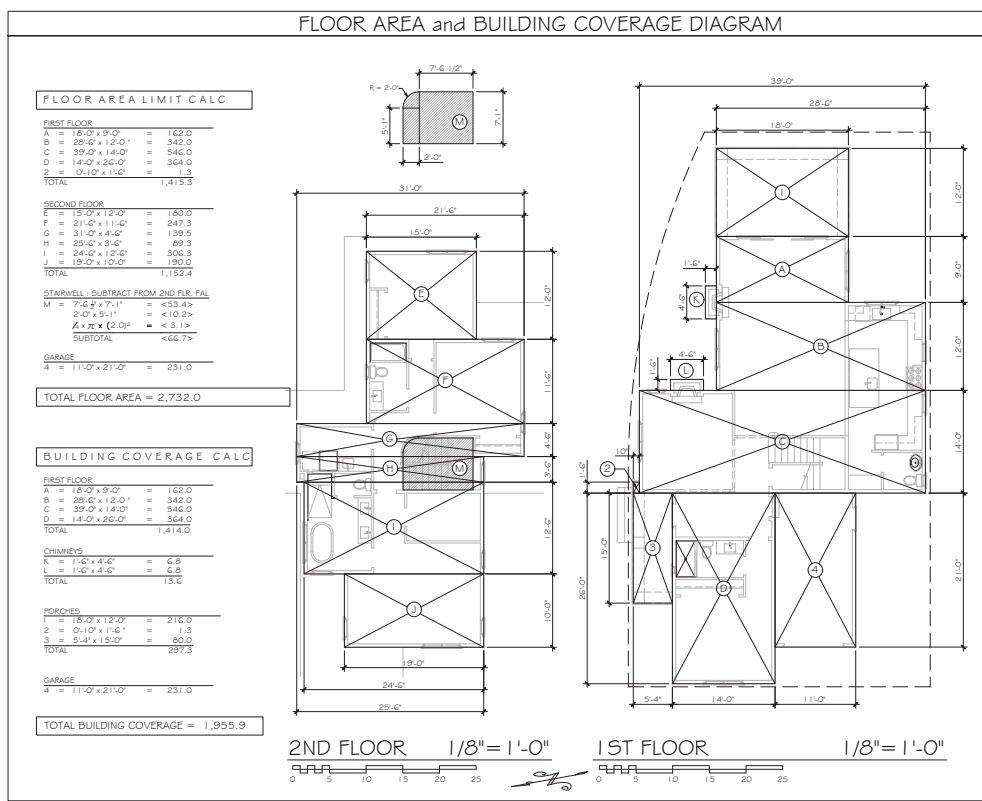 FLOOR AREA and BUILDING COVERAGE DIAGRAM
FLOOR AREA LIMIT CALC
FIRST FLOOR
A = 18'-0" x 9'-0" = 162.0
B = 28'-6" x 12'-0" = 342.0
C = 39'-0" x 14'-0" = 546.0
D = 14'-0" x 26'-0" = 364.0
2 = 0'-10" x 1'-6" = 1.3
TOTAL 1,415.3
SECOND FLOOR
E = 15'-0" x 12'-0" = 180.0
F = 21'-6" x 11'-6" = 247.3
G = 31'-0" x 4'-6" = 139.5
H = 25'-6" x 3'-6" = 89.3
I = 24'-6" x 12'-6" = 306.3
J = 19'-0" x 10'-0" = 190.0
TOTAL 1,152.4
STAIRWELL : SUBTRACT FROM 2ND FLR. FAL
M = 7'-6 ½" x 7'-1" = <53.4>
2'-0" x 5'-1" = <10.2>
¼ x π x (2.0)² = < 3.1>
SUBTOTAL <66.7>
GARAGE
4 = 11'-0" x 21'-0" = 231.0
TOTAL FLOOR AREA = 2,732.0
BUILDING COVERAGE CALC
FIRST FLOOR
A = 18'-0" x 9'-0" = 162.0
B = 28'-6" x 12'-0" = 342.0
C = 39'-0" x 14'-0" = 546.0
D = 14'-0" x 26'-0" = 364.0
TOTAL 1,414.0
CHIMNEYS
K = 1'-6" x 4'-6" = 6.8
L = 1'-6" x 4'-6" = 6.8
TOTAL 13.6
PORCHES
1 = 18'-0" x 12'-0" = 216.0
2 = 0'-10" x 1'-6" = 1.3
3 = 5'-4" x 15'-0" = 80.0
TOTAL 297.3
GARAGE
4 = 11'-0" x 21'-0" = 231.0
TOTAL BUILDING COVERAGE = 1,955.9
7'-6 1/2"
R = 2'-0"
5'-1"
M
7'-1"
2'-0"
31'-0"
21'-6"
15'-0"
E
12'-0"
F
11'-6"
G
4'-6"
H
M
3'-6"
I
12'-6"
J
10'-0"
19'-0"
24'-6"
25'-6"
2ND FLOOR 1/8"= 1'-0"
0 5 10 15 20 25
39'-0"
28'-6"
18'-0"
1
12'-0"
A
9'-0"
1'-6"
K
4'-6"
B
12'-0"
4'-6"
L
1'-6"
C
14'-0"
10"
2
1'-6"
3
15'-0"
D
26'-0"
4
21'-0"
5'-4"
14'-0"
11'-0"
1ST FLOOR 1/8"= 1'-0"
0 5 10 15 20 25